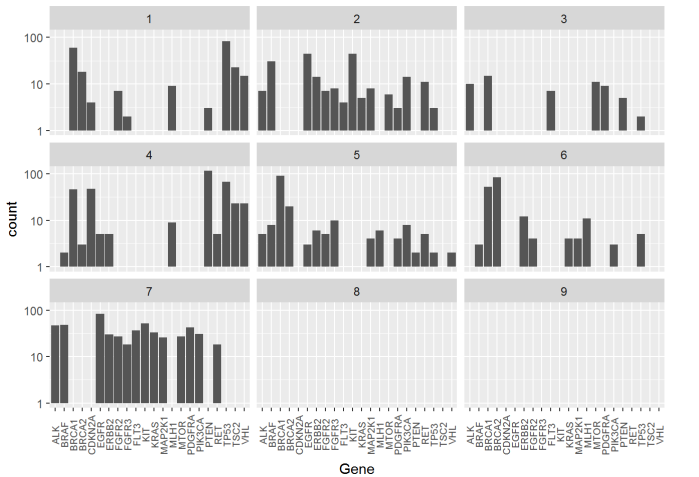 1 2 3
100
10
1
4 5 6
100
10
1
7 8 9
100
10
1
count
ALK BRAF BRCA1 BRCA2 CDKN2A EGFR ERBB2 FGFR2 FGFR3 FLT3 KIT KRAS MAP2K1 MLH1 MTOR PDGFRA PIK3CA PTEN RET TP53 TSC2 VHL
ALK BRAF BRCA1 BRCA2 CDKN2A EGFR ERBB2 FGFR2 FGFR3 FLT3 KIT KRAS MAP2K1 MLH1 MTOR PDGFRA PIK3CA PTEN RET TP53 TSC2 VHL
ALK BRAF BRCA1 BRCA2 CDKN2A EGFR ERBB2 FGFR2 FGFR3 FLT3 KIT KRAS MAP2K1 MLH1 MTOR PDGFRA PIK3CA PTEN RET TP53 TSC2 VHL
Gene